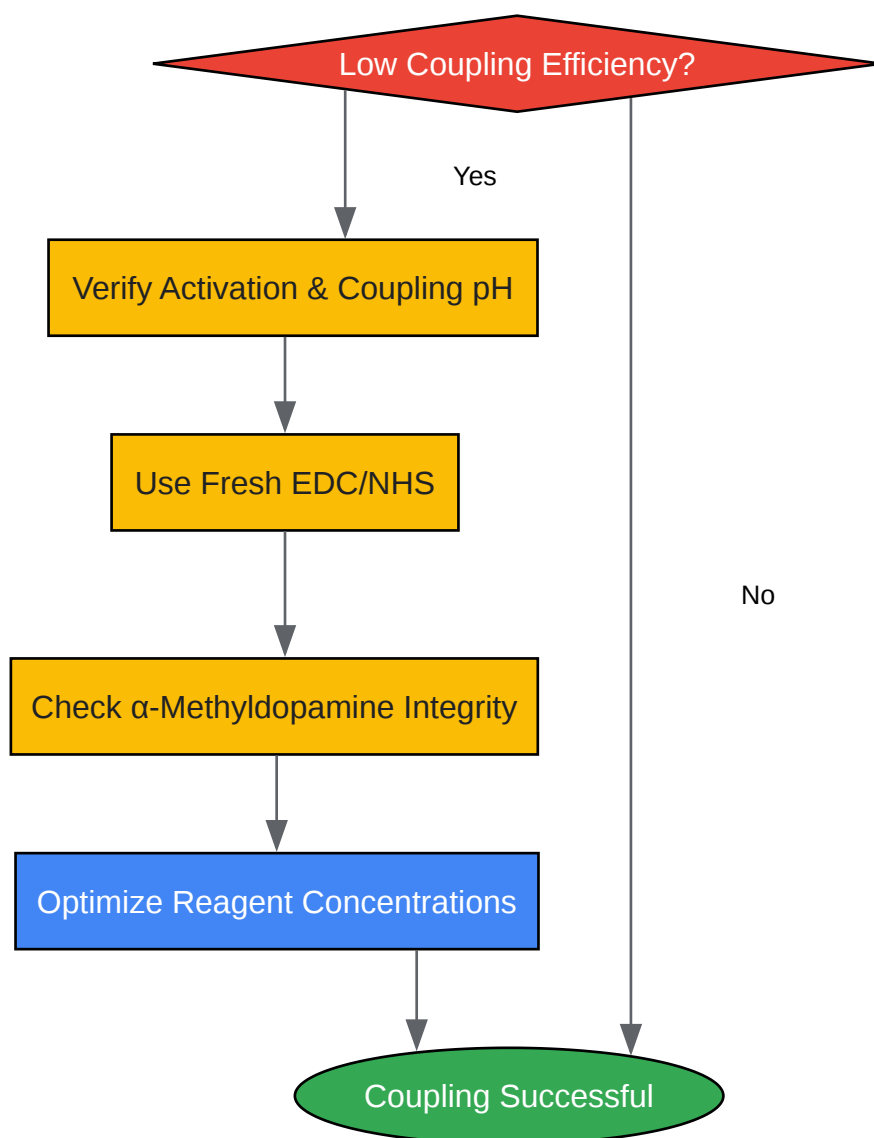 Low Coupling Efficiency?
Yes
Verify Activation & Coupling pH
Use Fresh EDC/NHS
No
Check α-Methyldopamine Integrity
Optimize Reagent Concentrations
Coupling Successful